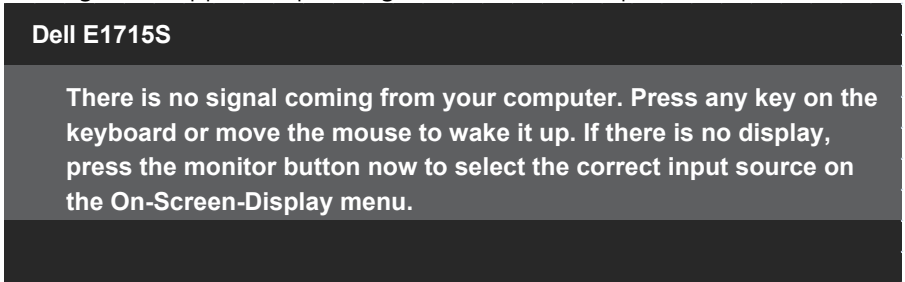 Dell E1715S
There is no signal coming from your computer. Press any key on the
keyboard or move the mouse to wake it up. If there is no display,
press the monitor button now to select the correct input source on
the On-Screen-Display menu.